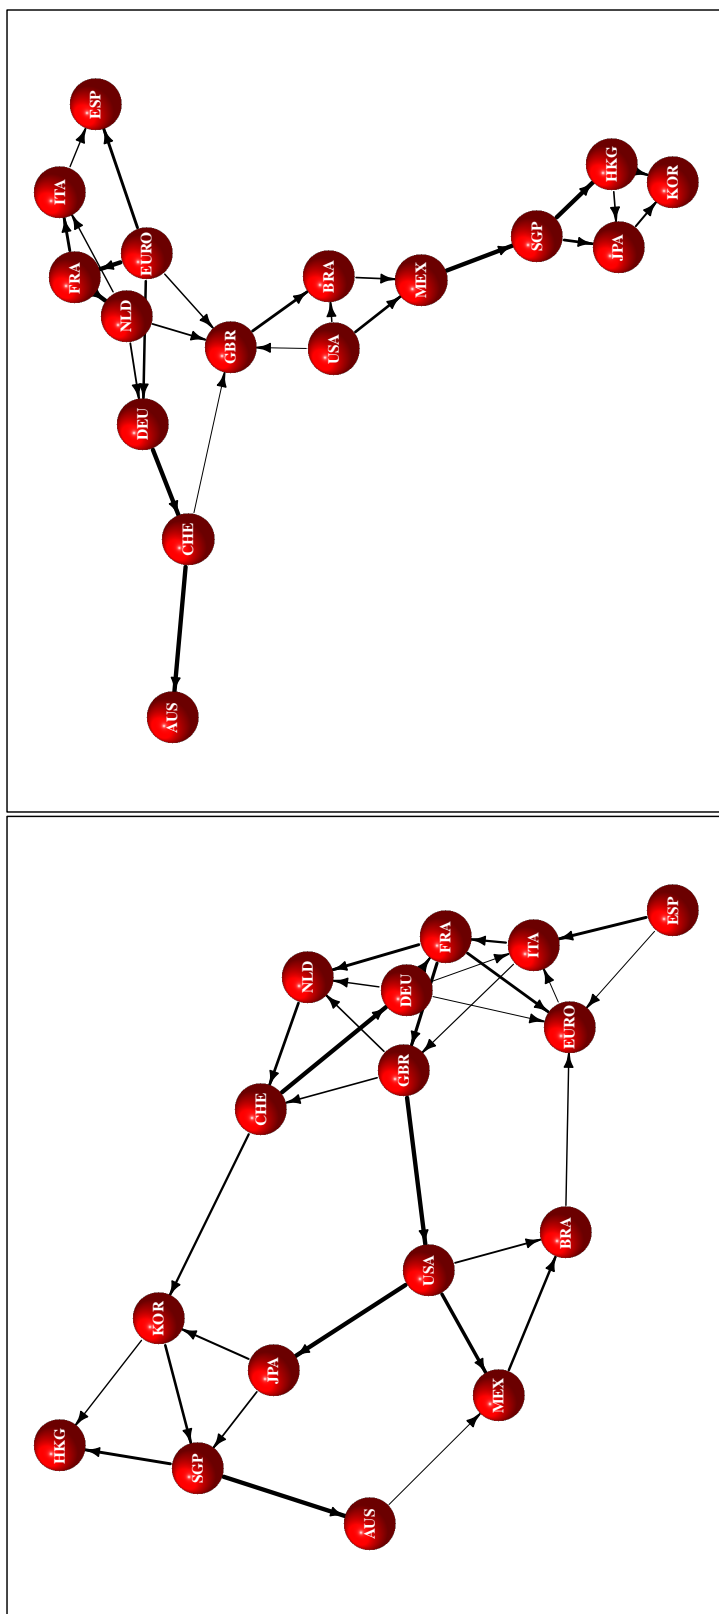 ESP
ITA
EURO
FRA
NLD
DEU
CHE
AUS
GBR
BRA
USA
MEX
SGP
HKG
JPA
KOR
ESP
ITA
FRA
NLD
DEU
EURO
GBR
CHE
BRA
USA
KOR
JPA
MEX
HKG
SGP
AUS